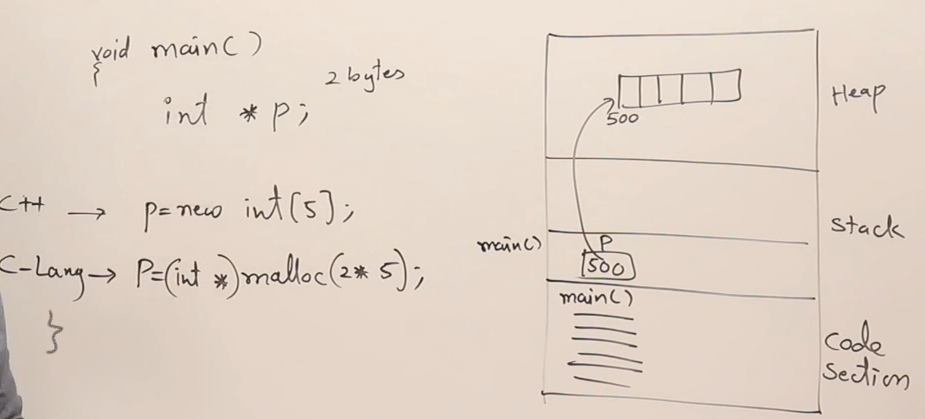 void main()
{
2 bytes
int * p;
C++ → p=new int[5];
C-Lang→ P=(int *)malloc(2* 5);
}
Heap
500
Stack
main()
P
500
main()
Code
Section